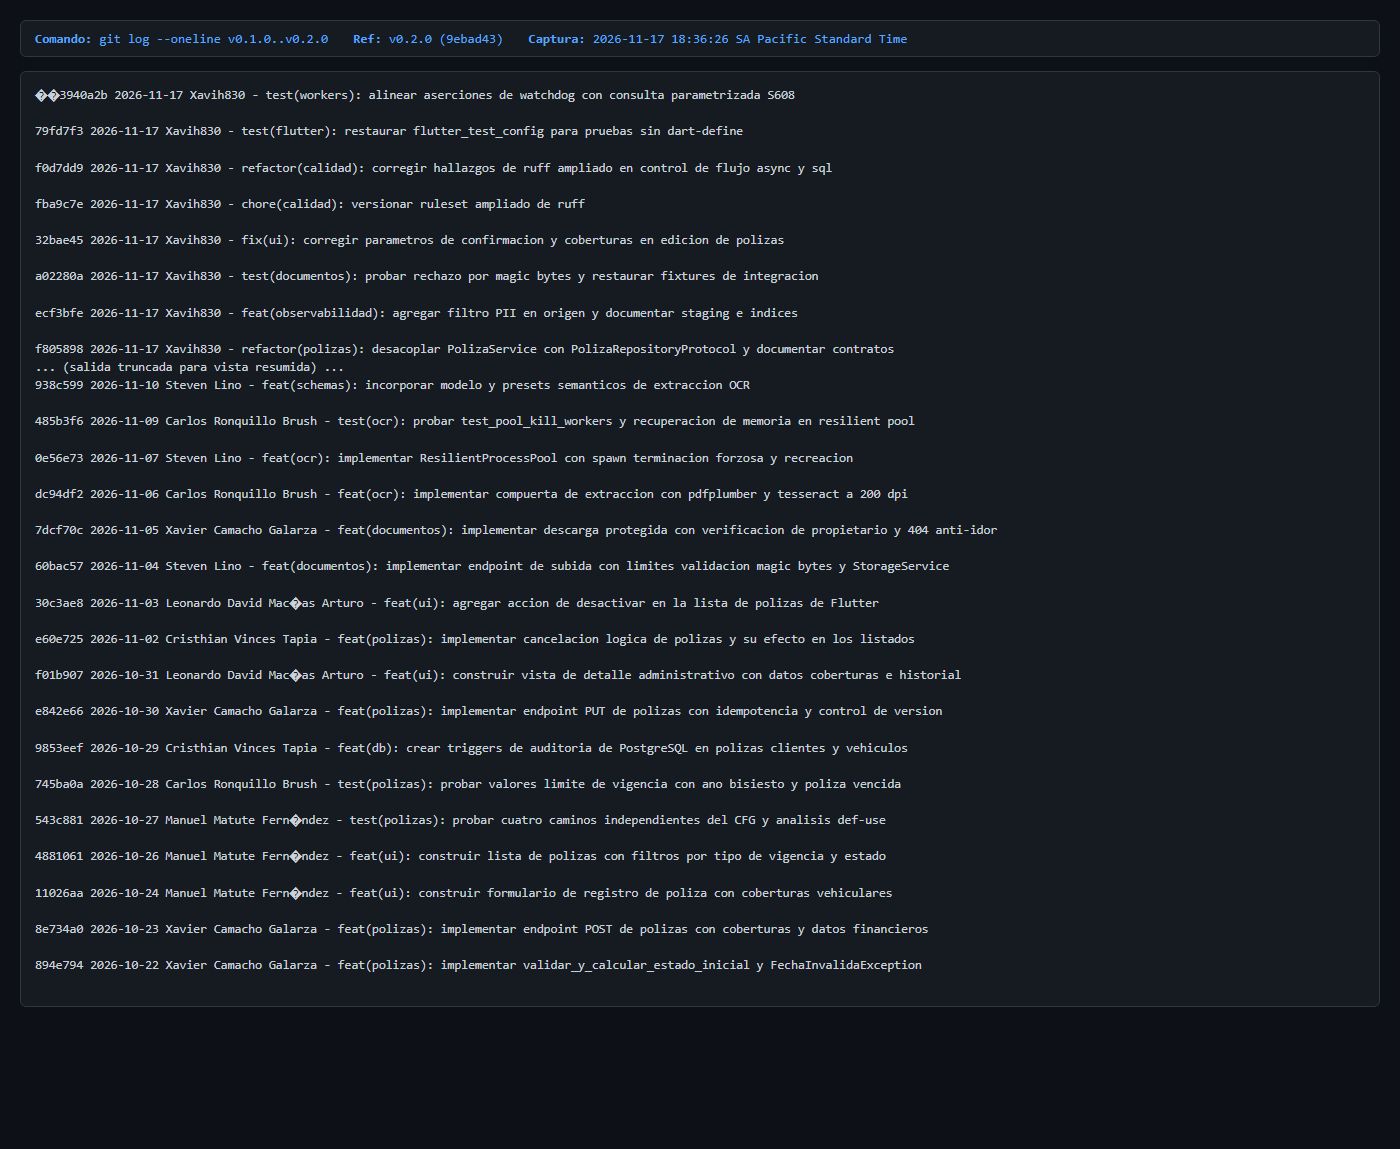 Comando: git log --oneline v0.1.0..v0.2.0 Ref: v0.2.0 (9ebad43) Captura: 2026-11-17 18:36:26 SA Pacific Standard Time
��3940a2b 2026-11-17 Xavih830 - test(workers): alinear aserciones de watchdog con consulta parametrizada S608
79fd7f3 2026-11-17 Xavih830 - test(flutter): restaurar flutter_test_config para pruebas sin dart-define
f0d7dd9 2026-11-17 Xavih830 - refactor(calidad): corregir hallazgos de ruff ampliado en control de flujo async y sql
fba9c7e 2026-11-17 Xavih830 - chore(calidad): versionar ruleset ampliado de ruff
32bae45 2026-11-17 Xavih830 - fix(ui): corregir parametros de confirmacion y coberturas en edicion de polizas
a02280a 2026-11-17 Xavih830 - test(documentos): probar rechazo por magic bytes y restaurar fixtures de integracion
ecf3bfe 2026-11-17 Xavih830 - feat(observabilidad): agregar filtro PII en origen y documentar staging e indices
f805898 2026-11-17 Xavih830 - refactor(polizas): desacoplar PolizaService con PolizaRepositoryProtocol y documentar contratos
... (salida truncada para vista resumida) ...
938c599 2026-11-10 Steven Lino - feat(schemas): incorporar modelo y presets semanticos de extraccion OCR
485b3f6 2026-11-09 Carlos Ronquillo Brush - test(ocr): probar test_pool_kill_workers y recuperacion de memoria en resilient pool
0e56e73 2026-11-07 Steven Lino - feat(ocr): implementar ResilientProcessPool con spawn terminacion forzosa y recreacion
dc94df2 2026-11-06 Carlos Ronquillo Brush - feat(ocr): implementar compuerta de extraccion con pdfplumber y tesseract a 200 dpi
7dcf70c 2026-11-05 Xavier Camacho Galarza - feat(documentos): implementar descarga protegida con verificacion de propietario y 404 anti-idor
60bac57 2026-11-04 Steven Lino - feat(documentos): implementar endpoint de subida con limites validacion magic bytes y StorageService
30c3ae8 2026-11-03 Leonardo David Mac�as Arturo - feat(ui): agregar accion de desactivar en la lista de polizas de Flutter
e60e725 2026-11-02 Cristhian Vinces Tapia - feat(polizas): implementar cancelacion logica de polizas y su efecto en los listados
f01b907 2026-10-31 Leonardo David Mac�as Arturo - feat(ui): construir vista de detalle administrativo con datos coberturas e historial
e842e66 2026-10-30 Xavier Camacho Galarza - feat(polizas): implementar endpoint PUT de polizas con idempotencia y control de version
9853eef 2026-10-29 Cristhian Vinces Tapia - feat(db): crear triggers de auditoria de PostgreSQL en polizas clientes y vehiculos
745ba0a 2026-10-28 Carlos Ronquillo Brush - test(polizas): probar valores limite de vigencia con ano bisiesto y poliza vencida
543c881 2026-10-27 Manuel Matute Fern�ndez - test(polizas): probar cuatro caminos independientes del CFG y analisis def-use
4881061 2026-10-26 Manuel Matute Fern�ndez - feat(ui): construir lista de polizas con filtros por tipo de vigencia y estado
11026aa 2026-10-24 Manuel Matute Fern�ndez - feat(ui): construir formulario de registro de poliza con coberturas vehiculares
8e734a0 2026-10-23 Xavier Camacho Galarza - feat(polizas): implementar endpoint POST de polizas con coberturas y datos financieros
894e794 2026-10-22 Xavier Camacho Galarza - feat(polizas): implementar validar_y_calcular_estado_inicial y FechaInvalidaException